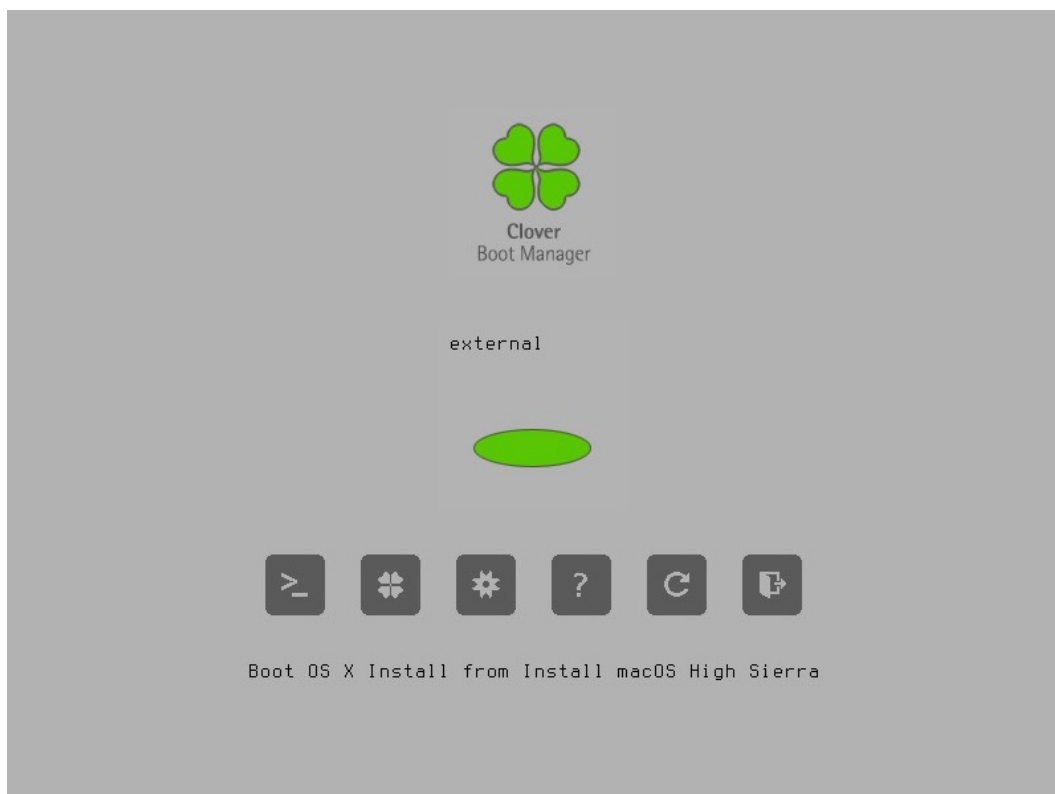 Clover
Boot Manager
external
>_
?
Boot OS X Install from Install macOS High Sierra